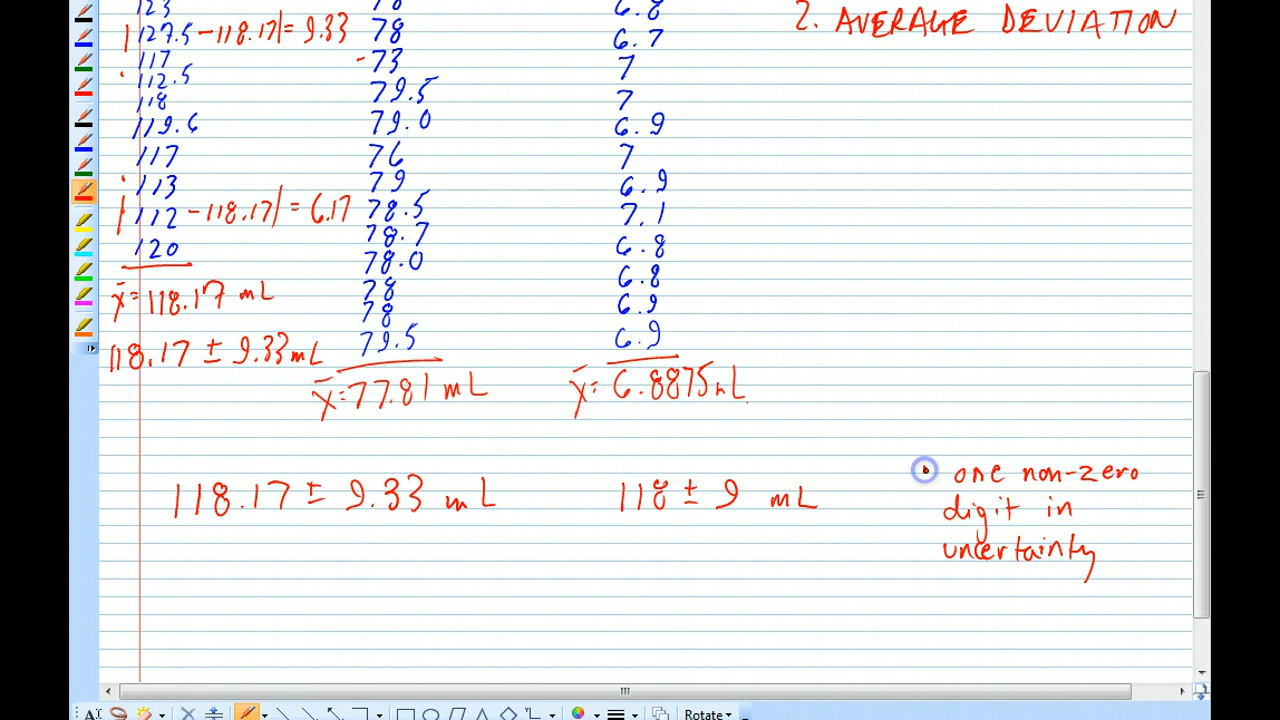 123 78 6.8
2. AVERAGE DEVIATION
|127.5 -118.17| = 9.33 78 6.7
117 73 7
112.5
118 79.5 7
119.6 79.0 6.9
117 76 7
113 79 6.9
|112 -118.17| = 6.17 78.5 7.1
120 78.7 6.8
78.0 6.8
x̄ = 118.17 mL 78 6.9
78
118.17 ± 9.33 mL 79.5 6.9
x̄ = 77.81 mL x̄ = 6.8875 mL
118.17 ± 9.33 mL 118 ± 9 mL
• one non-zero
digit in
uncertainty
Rotate